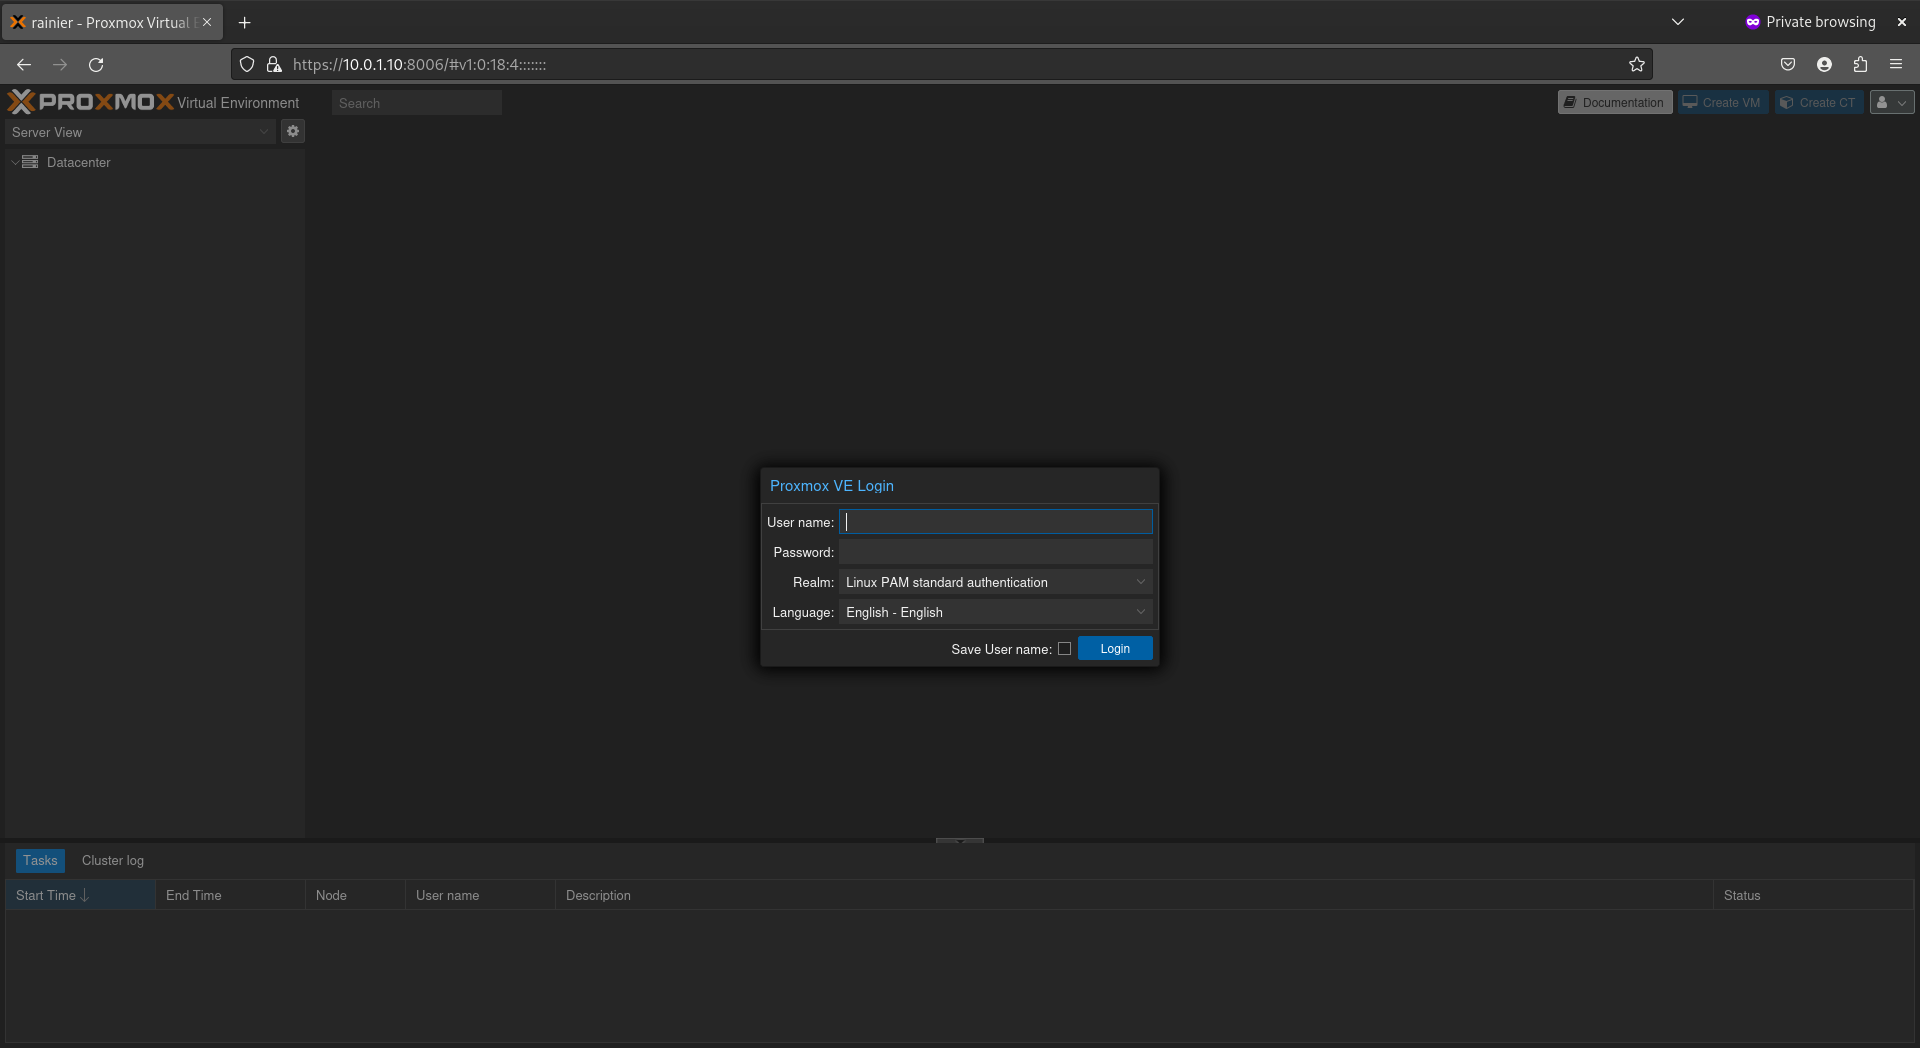 rainier - Proxmox Virtual
Private browsing
https://10.0.1.10:8006/#v1:0:18:4:::::::
PROXMOX Virtual Environment
Search
Documentation
Create VM
Create CT
Server View
Datacenter
Proxmox VE Login
User name:
Password:
Realm: Linux PAM standard authentication
Language: English - English
Save User name:
Login
Tasks
Cluster log
Start Time
End Time
Node
User name
Description
Status